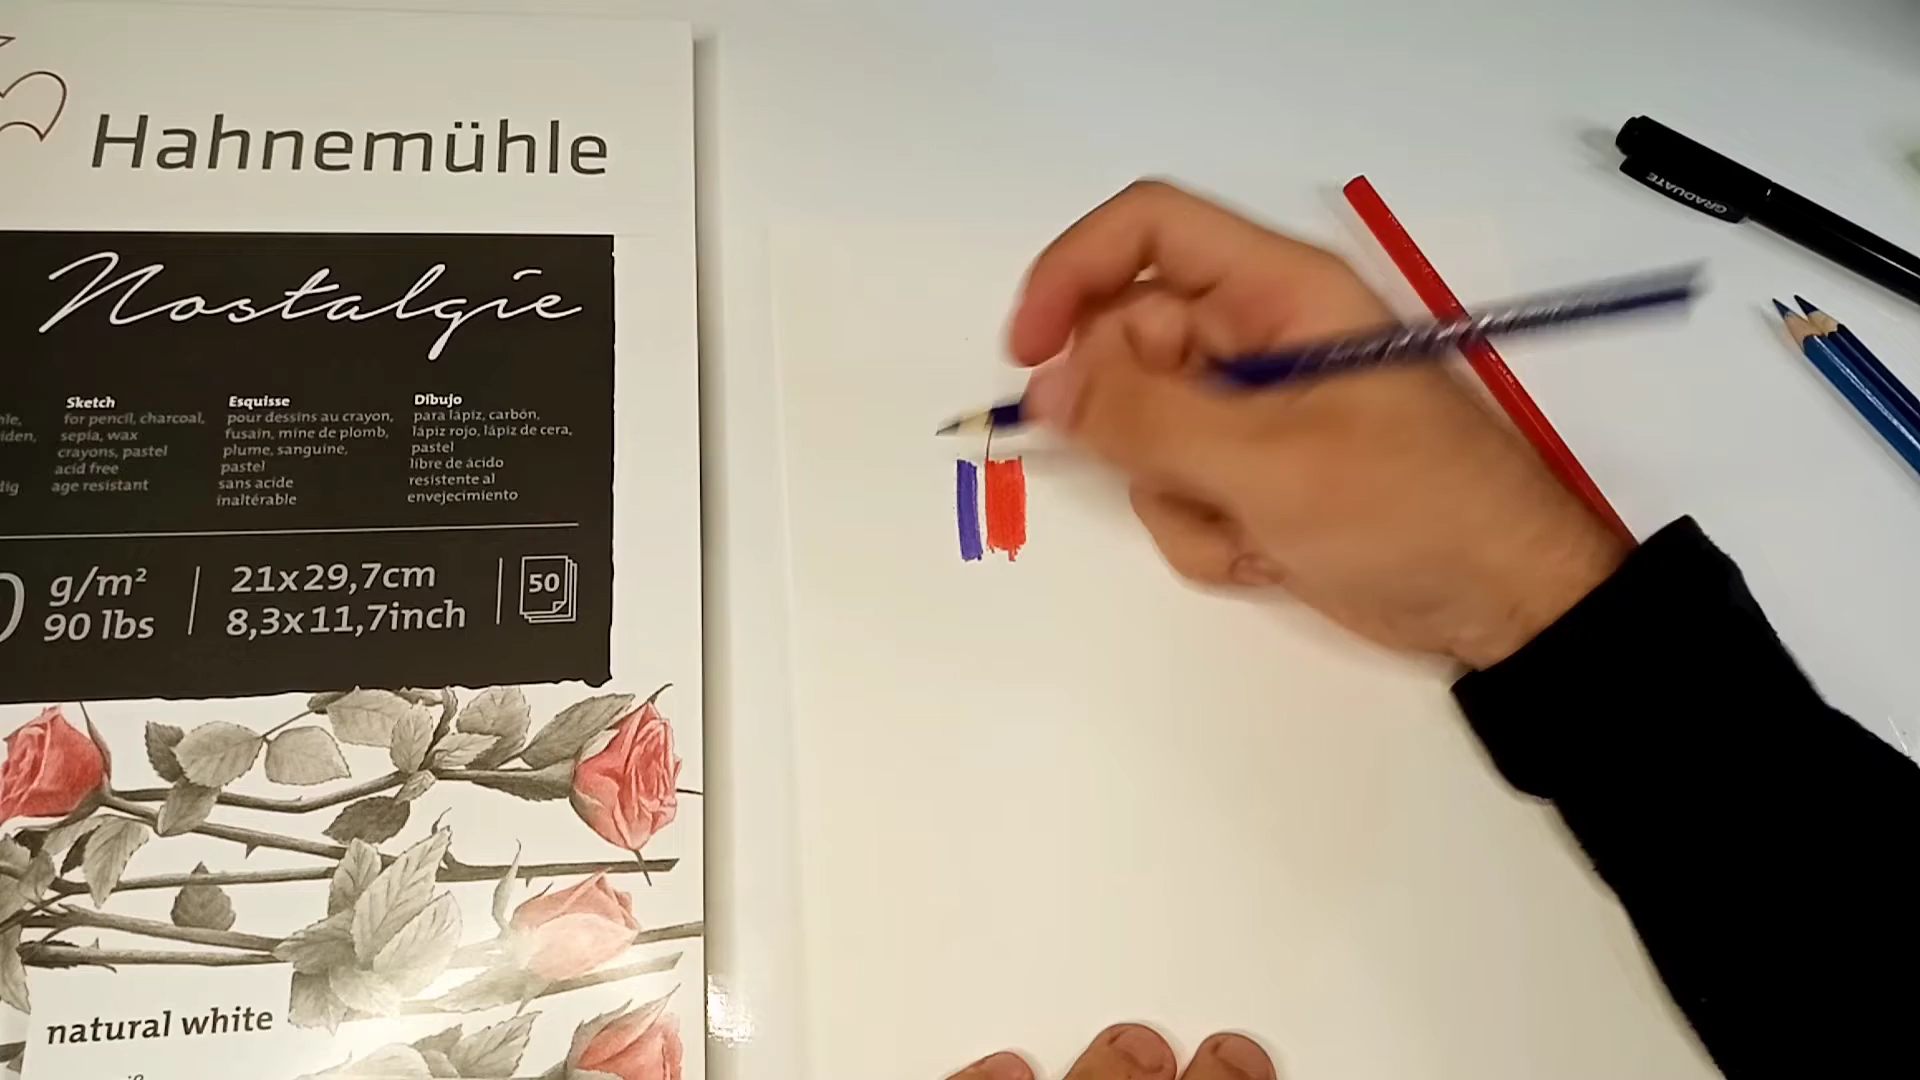 Hahnemühle
Nostalgie
Sketch
for pencil, charcoal,
sepia, wax
crayons, pastel
acid free
age resistant
Esquisse
pour dessins au crayon,
fusain, mine de plomb,
plume, sanguine,
pastel
sans acide
inaltérable
Dibujo
para lápiz, carbón,
lápiz rojo, lápiz de cera,
pastel
libre de ácido
resistente al
envejecimiento
g/m²
90 lbs
21x29,7cm
8,3x11,7inch
50
natural white
GRADUATE